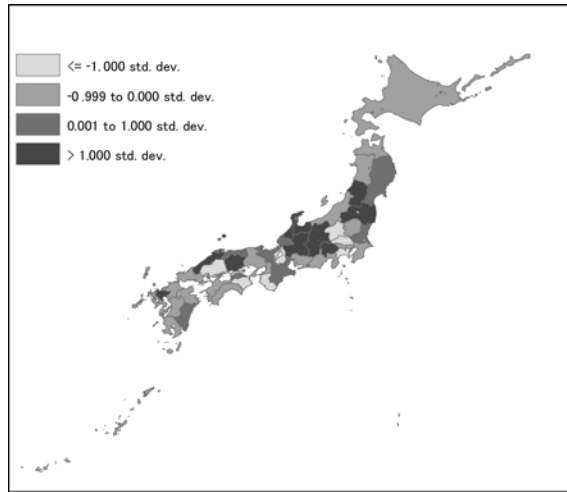 <= -1.000 std. dev.
-0.999 to 0.000 std. dev.
0.001 to 1.000 std. dev.
> 1.000 std. dev.